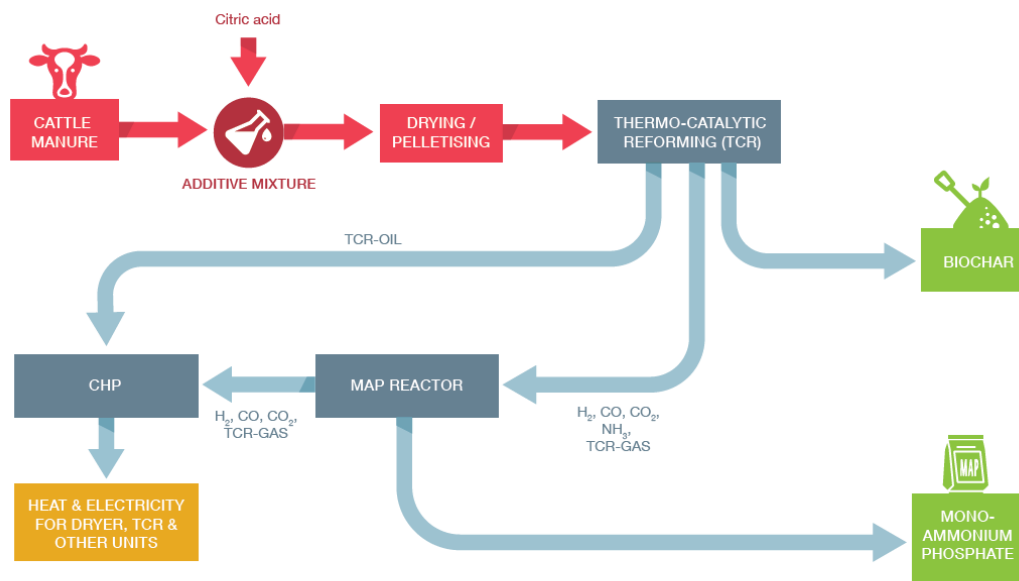 Citric acid
CATTLE
MANURE
ADDITIVE MIXTURE
DRYING /
PELLETISING
THERMO-CATALYTIC
REFORMING (TCR)
TCR-OIL
BIOCHAR
CHP
MAP REACTOR
H₂, CO, CO₂,
TCR-GAS
H₂, CO, CO₂,
NH₃,
TCR-GAS
HEAT & ELECTRICITY
FOR DRYER, TCR &
OTHER UNITS
MAP
MONO-
AMMONIUM
PHOSPHATE